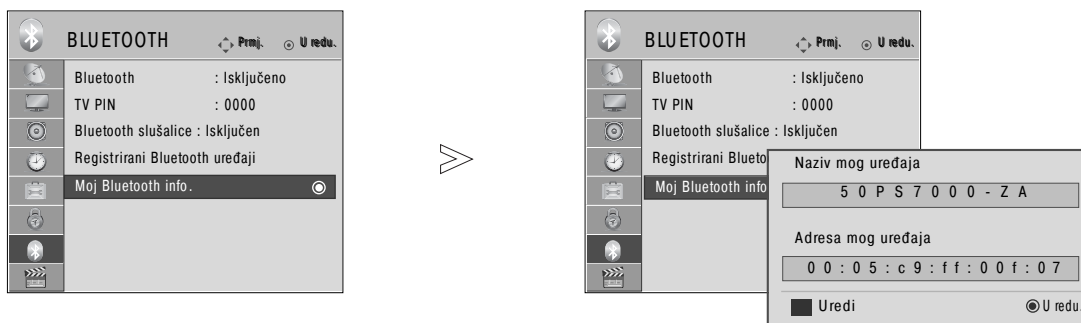 BLUETOOTH Prmj. U redu.
Bluetooth : Isključeno
TV PIN : 0000
Bluetooth slušalice : Isključen
Registrirani Bluetooth uređaji
Moj Bluetooth info.
BLUETOOTH Prmj. U redu.
Bluetooth : Isključeno
TV PIN : 0000
Bluetooth slušalice : Isključen
Registrirani Blueto
Moj Bluetooth info
Naziv mog uređaja
50PS7000-ZA
Adresa mog uređaja
00:05:c9:ff:00f:07
Uredi U redu.